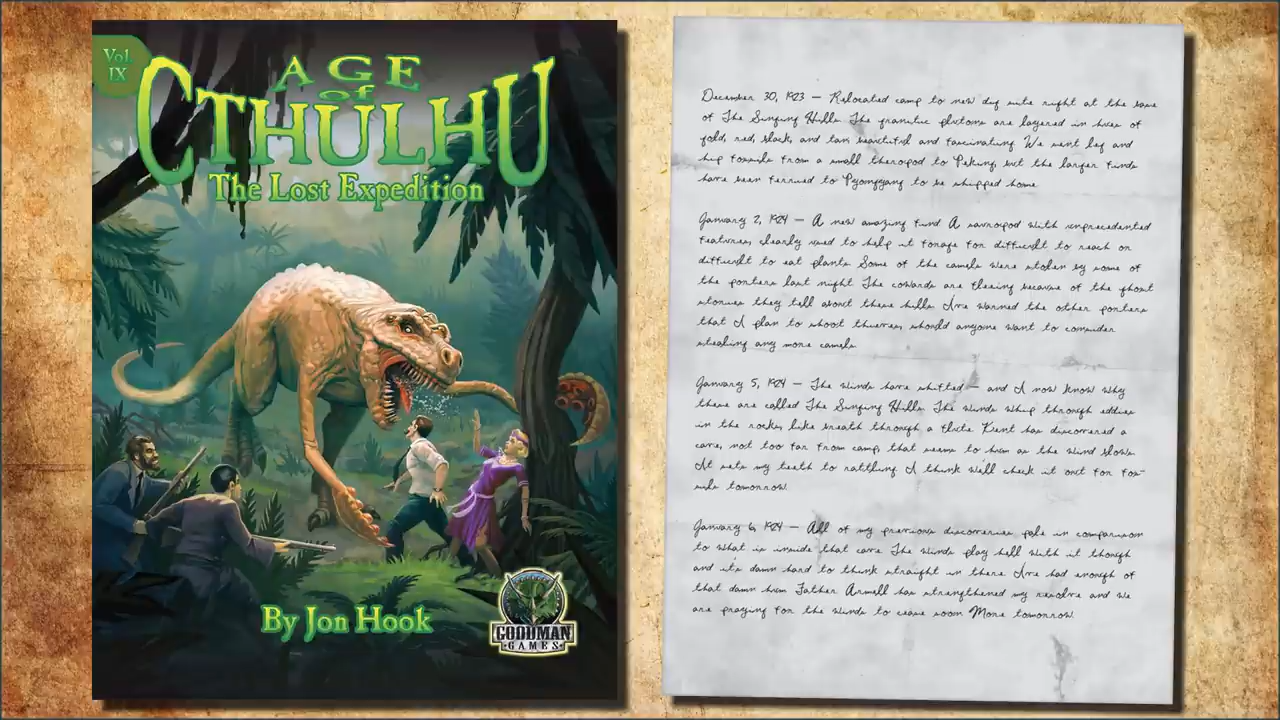 Vol.
IX
AGE
of
CTHULHU
The Lost Expedition
By Jon Hook
GOODMAN
GAMES
December 30, 1923 — Relocated camp to new dig site right at the base
of The Singing Hills. The granitic plutons are layered in hues of
gold, red, black, and tan beautiful and fascinating. We sent leg and
hip fossils from a small theropod to Peking, but the larger finds
have been ferried to Pyongyang to be shipped home.
January 2, 1924 — A new amazing find. A sauropod with unprecedented
features, clearly used to help it forage for difficult to reach or
difficult to eat plants. Some of the camels were stolen by some of
the porters last night. The cowards are fleeing because of the ghost
stories they tell about these hills. I've warned the other porters
that I plan to shoot thieves, should anyone want to consider
stealing any more camels.
January 5, 1924 — The winds have shifted — and I now know why
these are called The Singing Hills. The winds whip through eddies
in the rocks, like breath through a flute. Kent has discovered a
cave, not too far from camp, that seems to hum as the wind blows.
It sets my teeth to rattling. I think we'll check it out for fos-
sils tomorrow.
January 6, 1924 — All of my previous discoveries pale in comparison
to what is inside that cave. The winds play hell with it though
and it's damn hard to think straight in there. I've had enough of
that damn hum. Father Armell has strengthened my resolve and we
are praying for the winds to cease soon. More tomorrow.